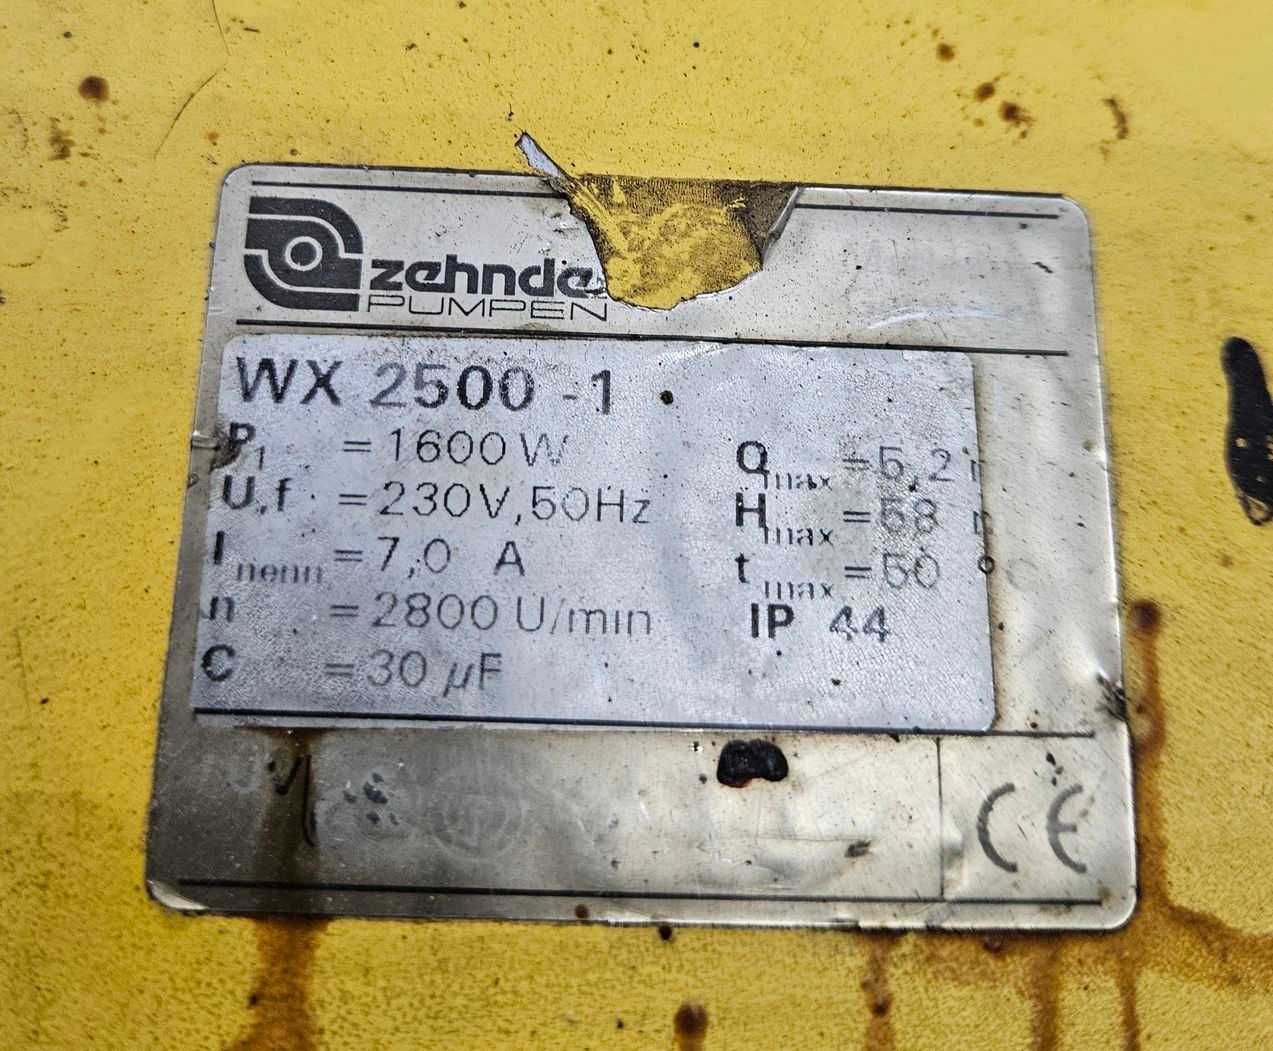 zehnde
PUMPEN
WX 2500 -1
P1 = 1600 W
U,f = 230V, 50Hz
Inenn = 7,0 A
n = 2800 U/min
C = 30 µF
Qmax = 5,2
Hmax = 58
tmax = 50 °
IP 44
CE